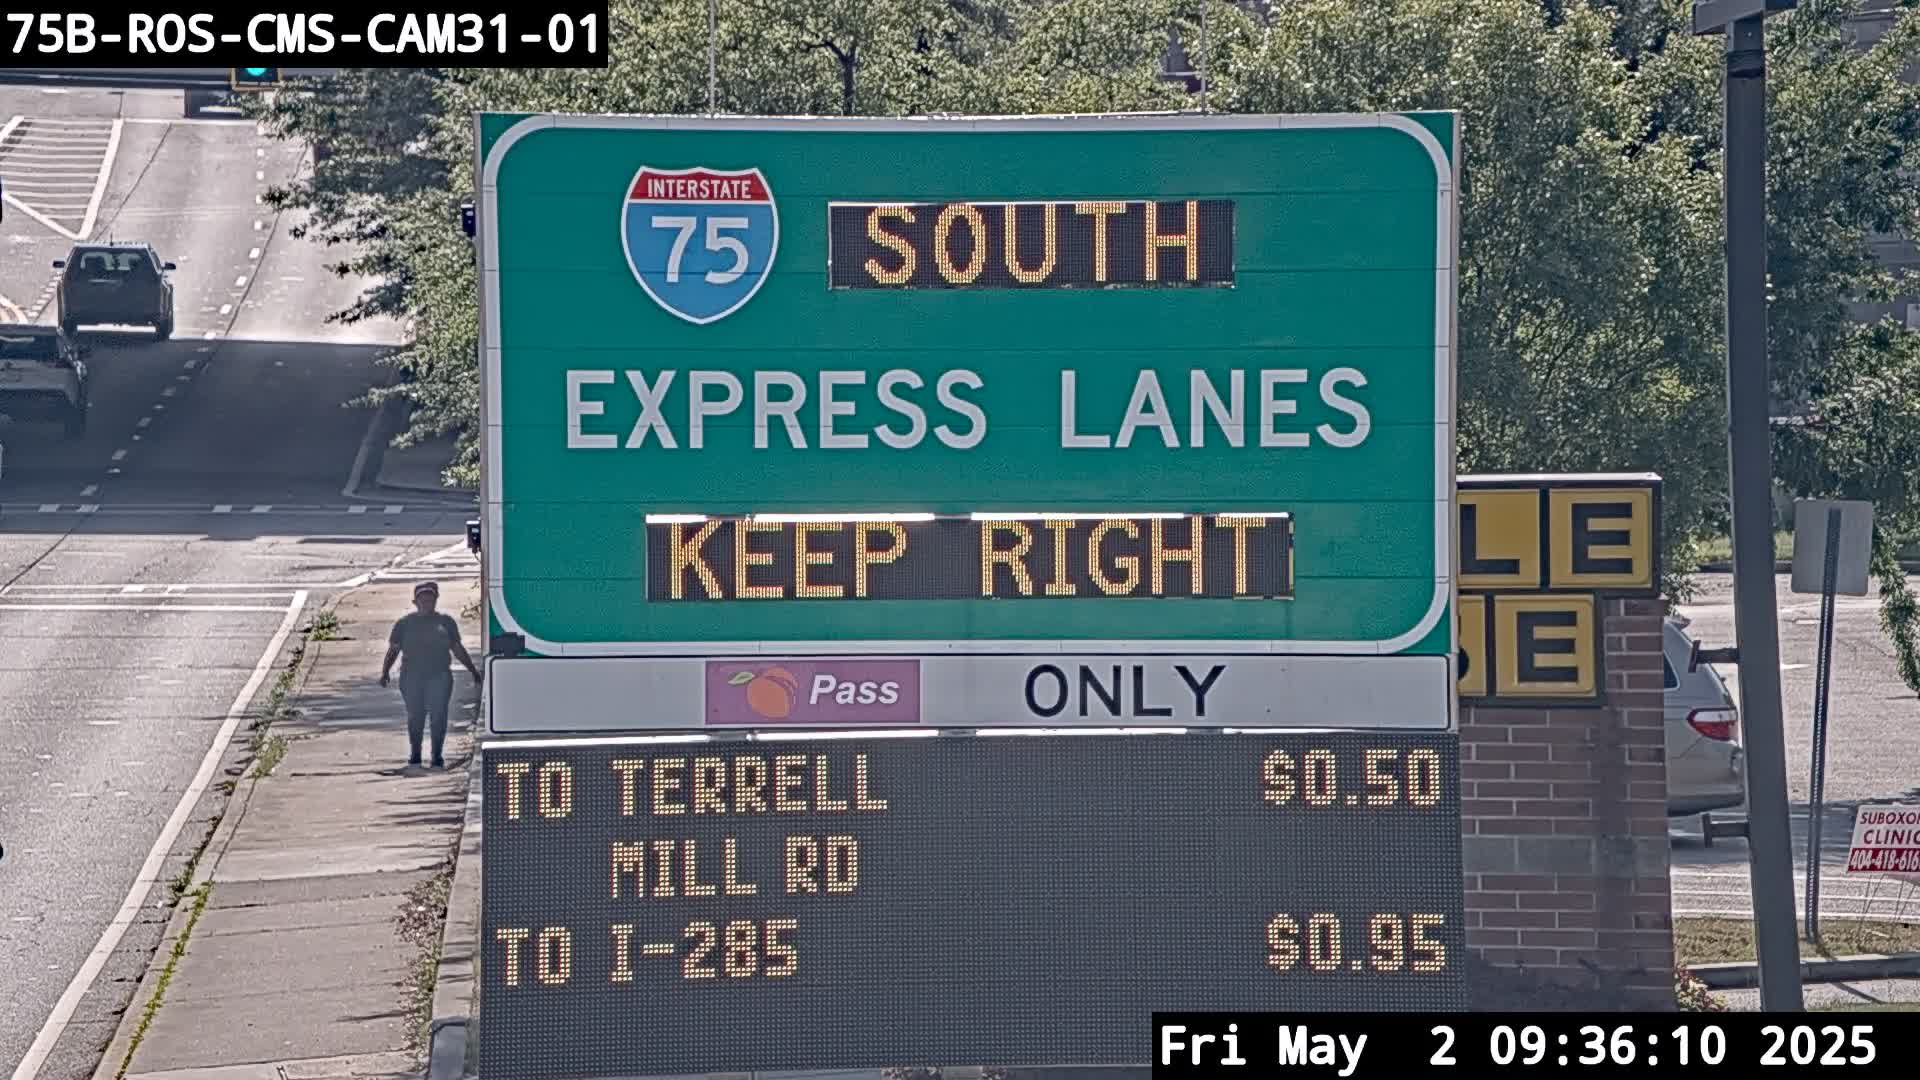 75B-ROS-CMS-CAM31-01
INTERSTATE
75
SOUTH
EXPRESS LANES
KEEP RIGHT
Pass ONLY
TO TERRELL $0.50
MILL RD
TO I-285 $0.95
LE
E
CLINIC
Fri May 2 09:36:10 2025